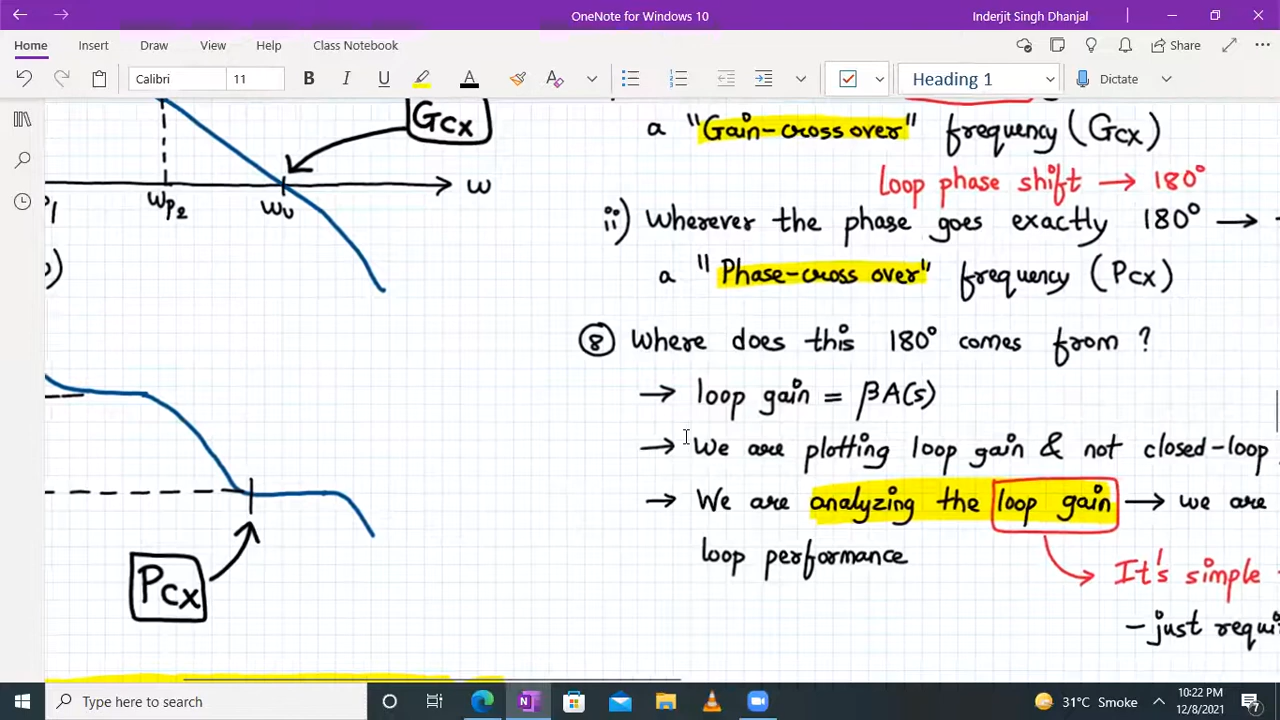 OneNote for Windows 10
Inderjit Singh Dhanjal
Home Insert Draw View Help Class Notebook Share
Calibri 11 B I U A Heading 1 Dictate
GCX
a "Gain-cross over" frequency (GCX)
Loop phase shift → 180°
ω
ωP2
ωu
ii) Wherever the phase goes exactly 180° →
a "Phase-cross over" frequency (PCX)
⑧ Where does this 180° comes from ?
→ loop gain = βA(s)
→ We are plotting loop gain & not closed-loop
→ We are analyzing the loop gain → we are
loop performance
PCX
It's simple
- just requi
Type here to search
31°C Smoke
10:22 PM
12/8/2021
7